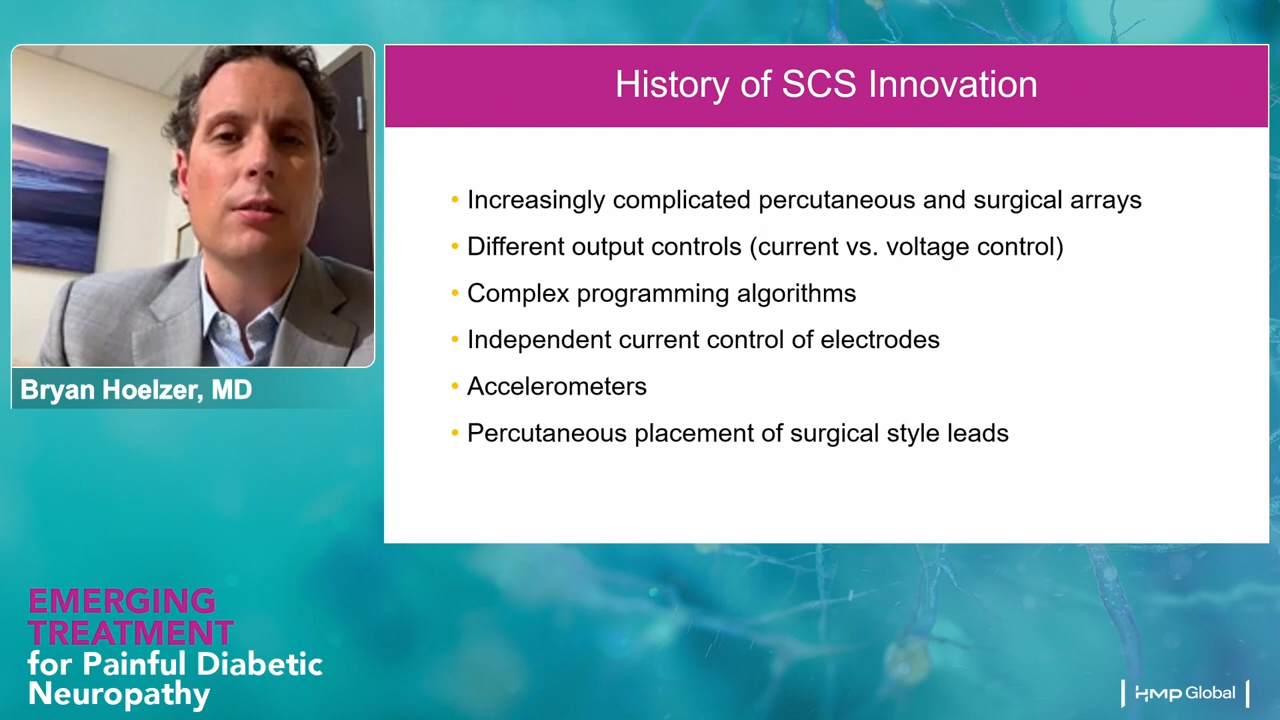 History of SCS Innovation
• Increasingly complicated percutaneous and surgical arrays
• Different output controls (current vs. voltage control)
• Complex programming algorithms
• Independent current control of electrodes
• Accelerometers
• Percutaneous placement of surgical style leads
Bryan Hoelzer, MD
EMERGING
TREATMENT
for Painful Diabetic
Neuropathy
HMP Global